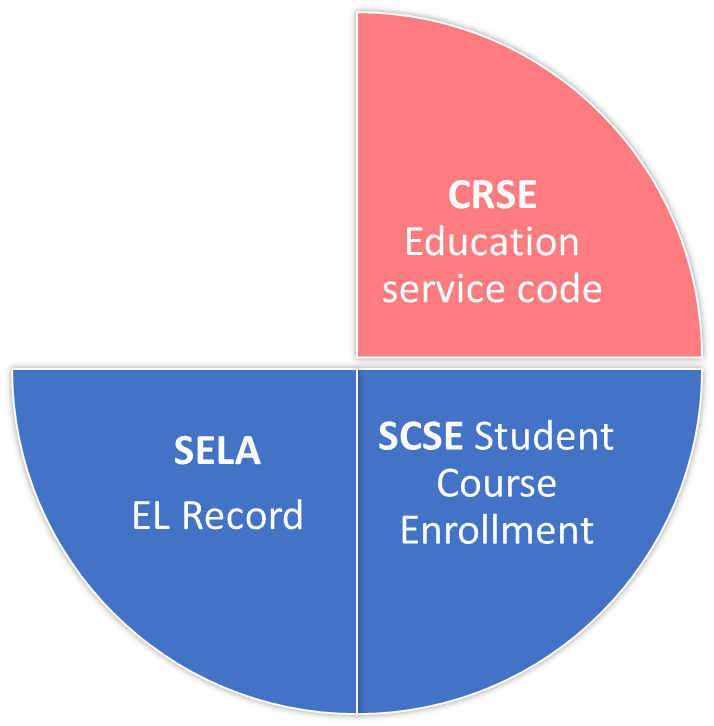 CRSE
Education
service code
SELA
EL Record
SCSE Student
Course
Enrollment